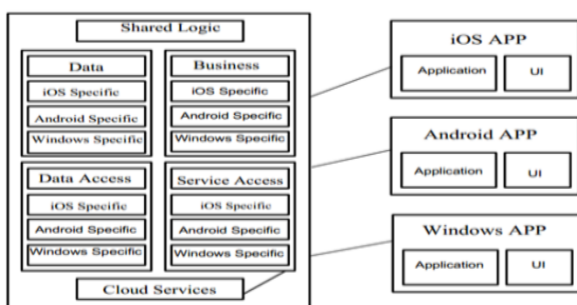 Shared Logic
Data
iOS Specific
Android Specific
Windows Specific
Business
iOS Specific
Android Specific
Windows Specific
Data Access
iOS Specific
Android Specific
Windows Specific
Service Access
iOS Specific
Android Specific
Windows Specific
Cloud Services
iOS APP
Application
UI
Android APP
Application
UI
Windows APP
Application
UI